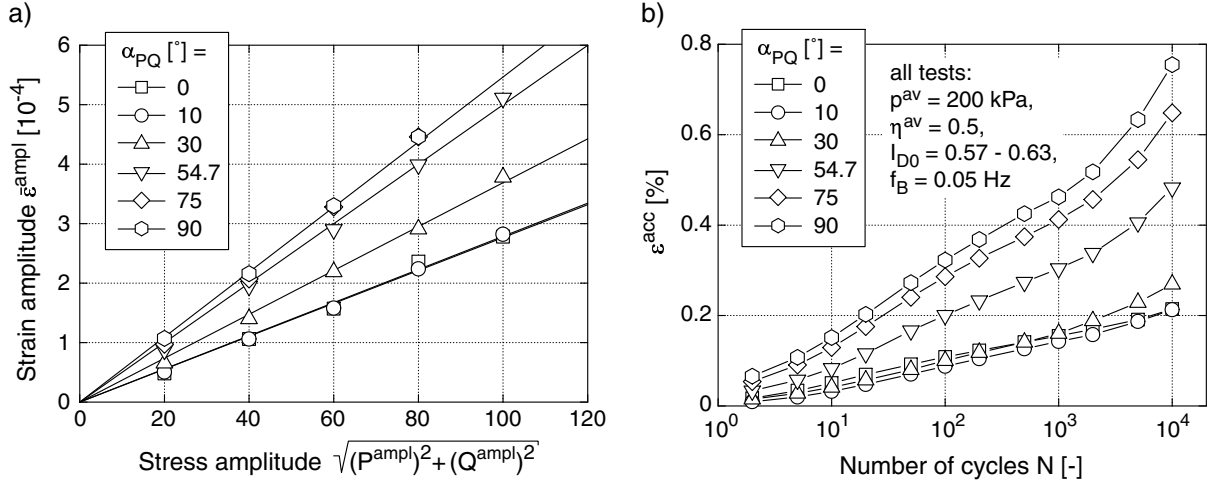 a)
6
5
4
3
2
1
0
0 20 40 60 80 100 120
Strain amplitude ε̄^ampl [10^-4]
Stress amplitude √(P^ampl)^2+(Q^ampl)^2
α_PQ [°] =
0
10
30
54.7
75
90
b)
0.8
0.6
0.4
0.2
0
10^0 10^1 10^2 10^3 10^4
ε^acc [%]
Number of cycles N [-]
α_PQ [°] =
0
10
30
54.7
75
90
all tests:
p^av = 200 kPa,
η^av = 0.5,
I_D0 = 0.57 - 0.63,
f_B = 0.05 Hz